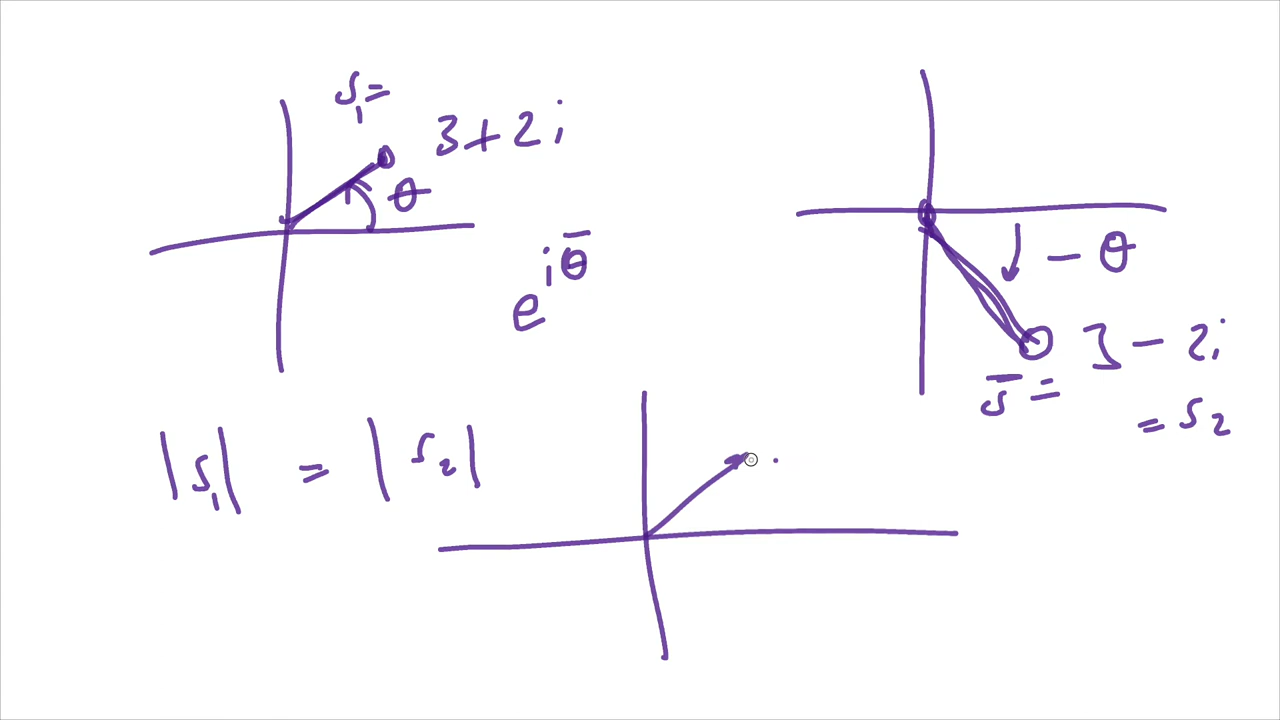 s₁ =
3 + 2i
θ
e^{iθ̅}
- θ
s̅ = 3 - 2i
= s₂
|s₁| = |s₂|